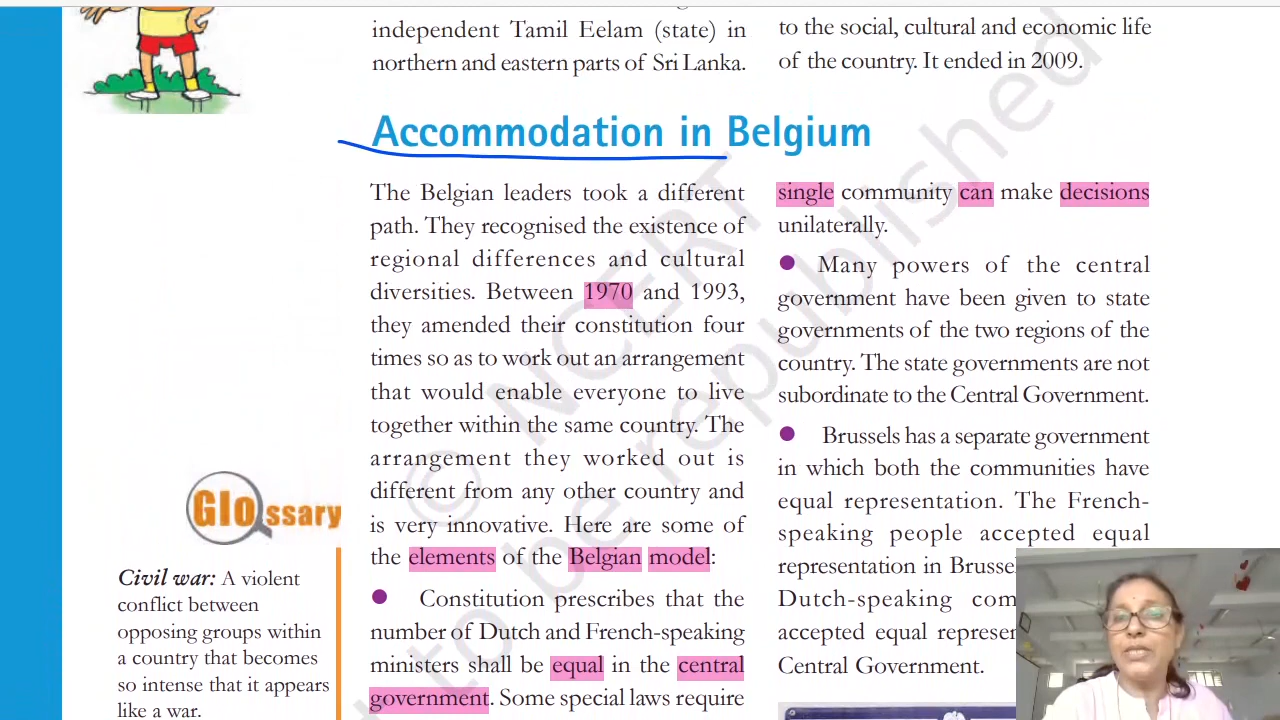 independent Tamil Eelam (state) in
northern and eastern parts of Sri Lanka.
to the social, cultural and economic life
of the country. It ended in 2009.
Accommodation in Belgium
The Belgian leaders took a different
path. They recognised the existence of
regional differences and cultural
diversities. Between 1970 and 1993,
they amended their constitution four
times so as to work out an arrangement
that would enable everyone to live
together within the same country. The
arrangement they worked out is
different from any other country and
is very innovative. Here are some of
the elements of the Belgian model:
● Constitution prescribes that the
number of Dutch and French-speaking
ministers shall be equal in the central
government. Some special laws require
single community can make decisions
unilaterally.
● Many powers of the central
government have been given to state
governments of the two regions of the
country. The state governments are not
subordinate to the Central Government.
● Brussels has a separate government
in which both the communities have
equal representation. The French-
speaking people accepted equal
representation in Brussel
Dutch-speaking com
accepted equal represen
Central Government.
Glossary
Civil war: A violent
conflict between
opposing groups within
a country that becomes
so intense that it appears
like a war.
© NCERT
not to be republished